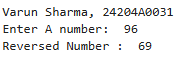 Varun Sharma, 24204A0031
Enter A number:  96
Reversed Number :  69